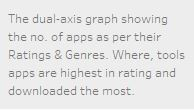 The dual-axis graph showing
the no. of apps as per their
Ratings & Genres. Where, tools
apps are highest in rating and
downloaded the most.